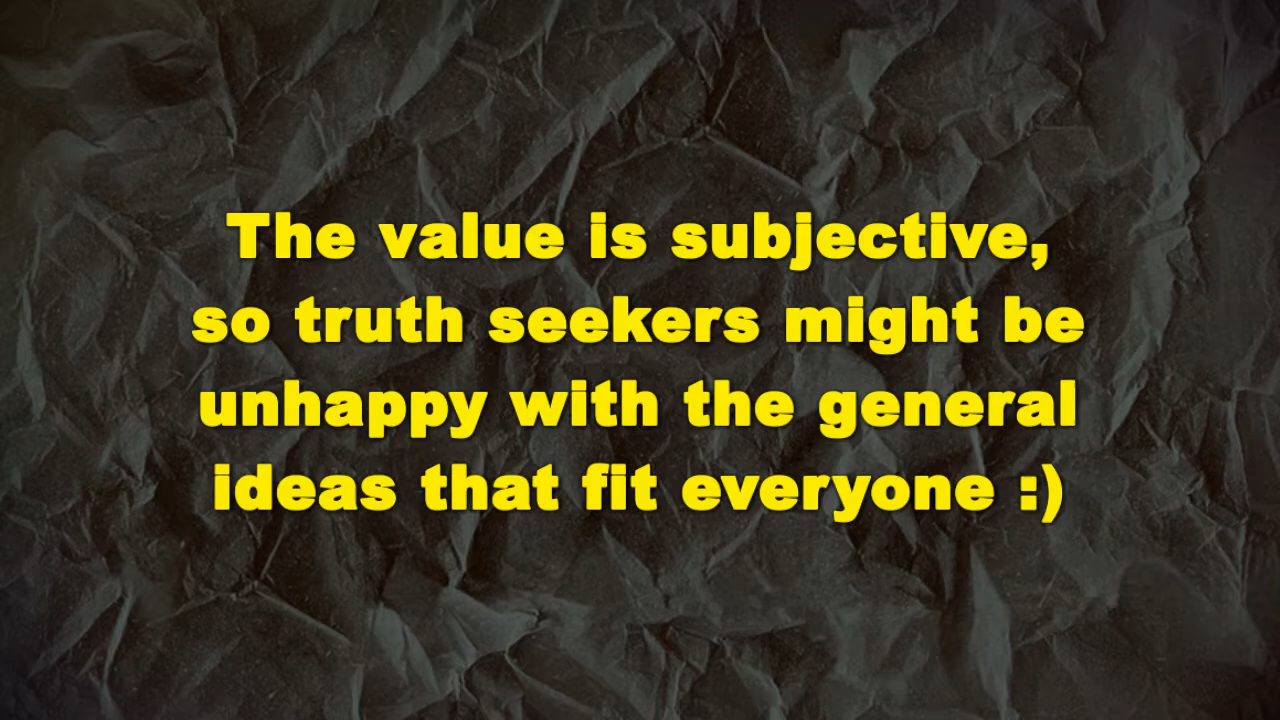 The value is subjective,
so truth seekers might be
unhappy with the general
ideas that fit everyone :)